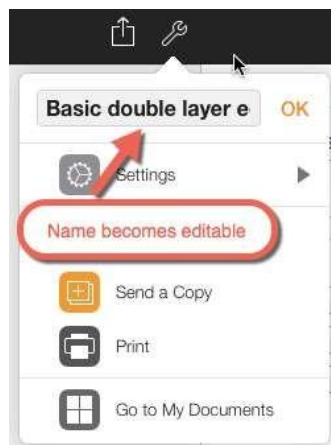 Basic double layer e OK
Settings
Name becomes editable
Send a Copy
Print
Go to My Documents